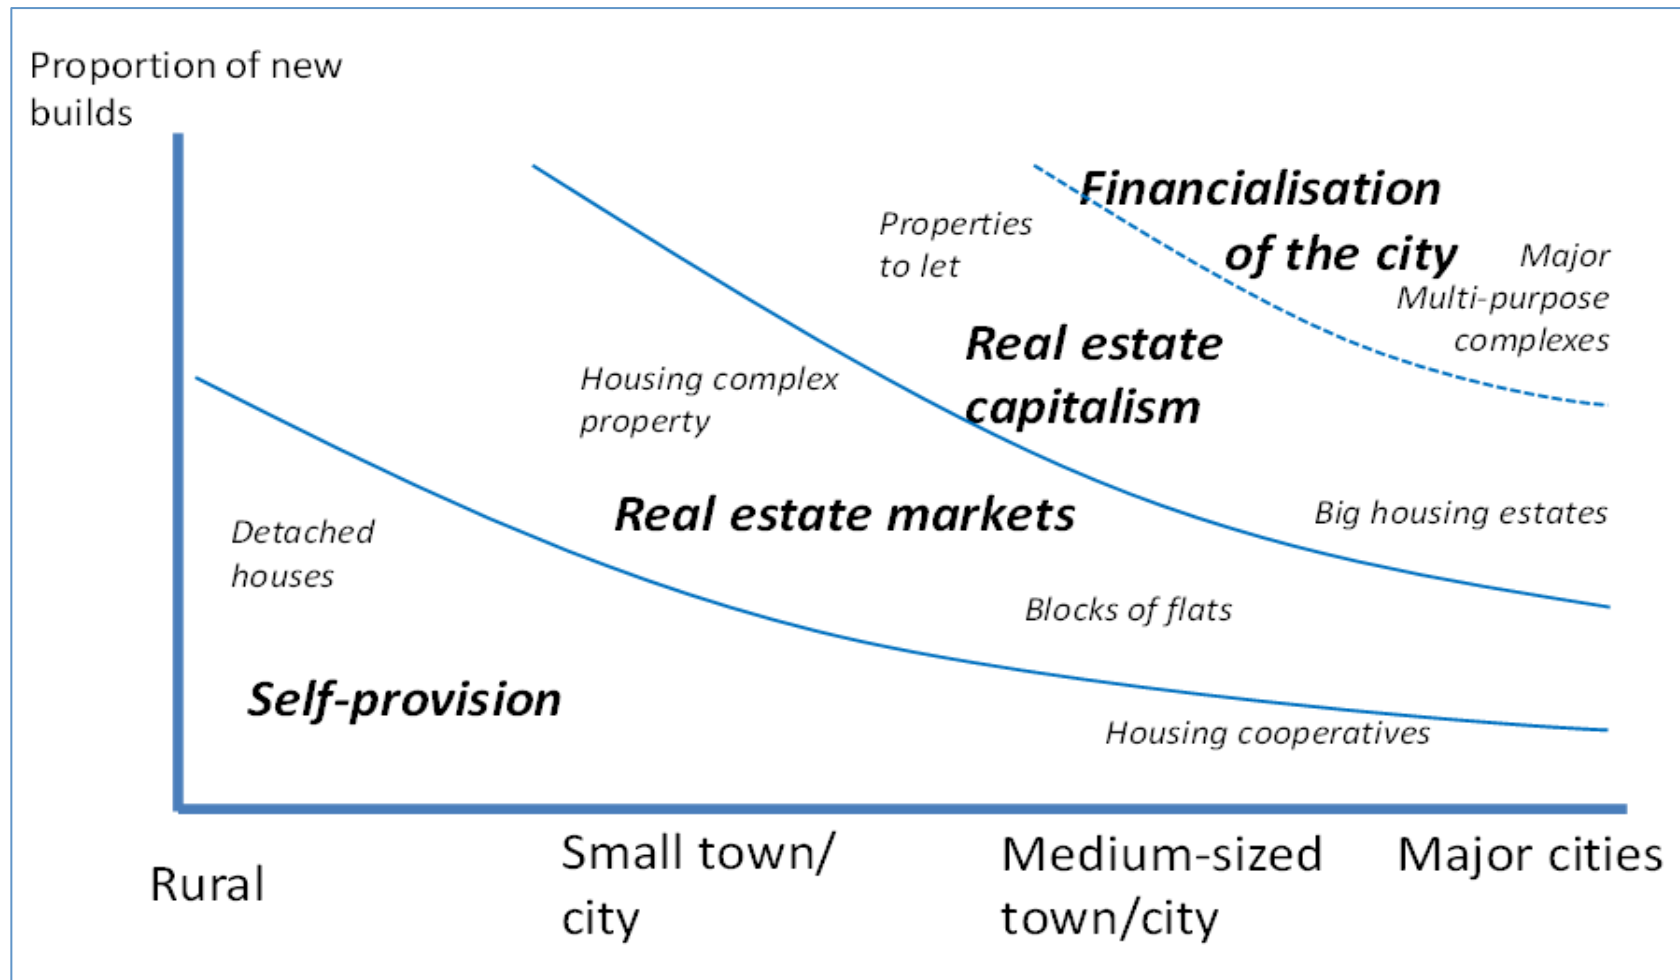 Proportion of new
builds
Financialisation
of the city
Properties
to let
Major
Multi-purpose
complexes
Real estate
capitalism
Housing complex
property
Real estate markets
Big housing estates
Detached
houses
Blocks of flats
Self-provision
Housing cooperatives
Rural
Small town/
city
Medium-sized
town/city
Major cities